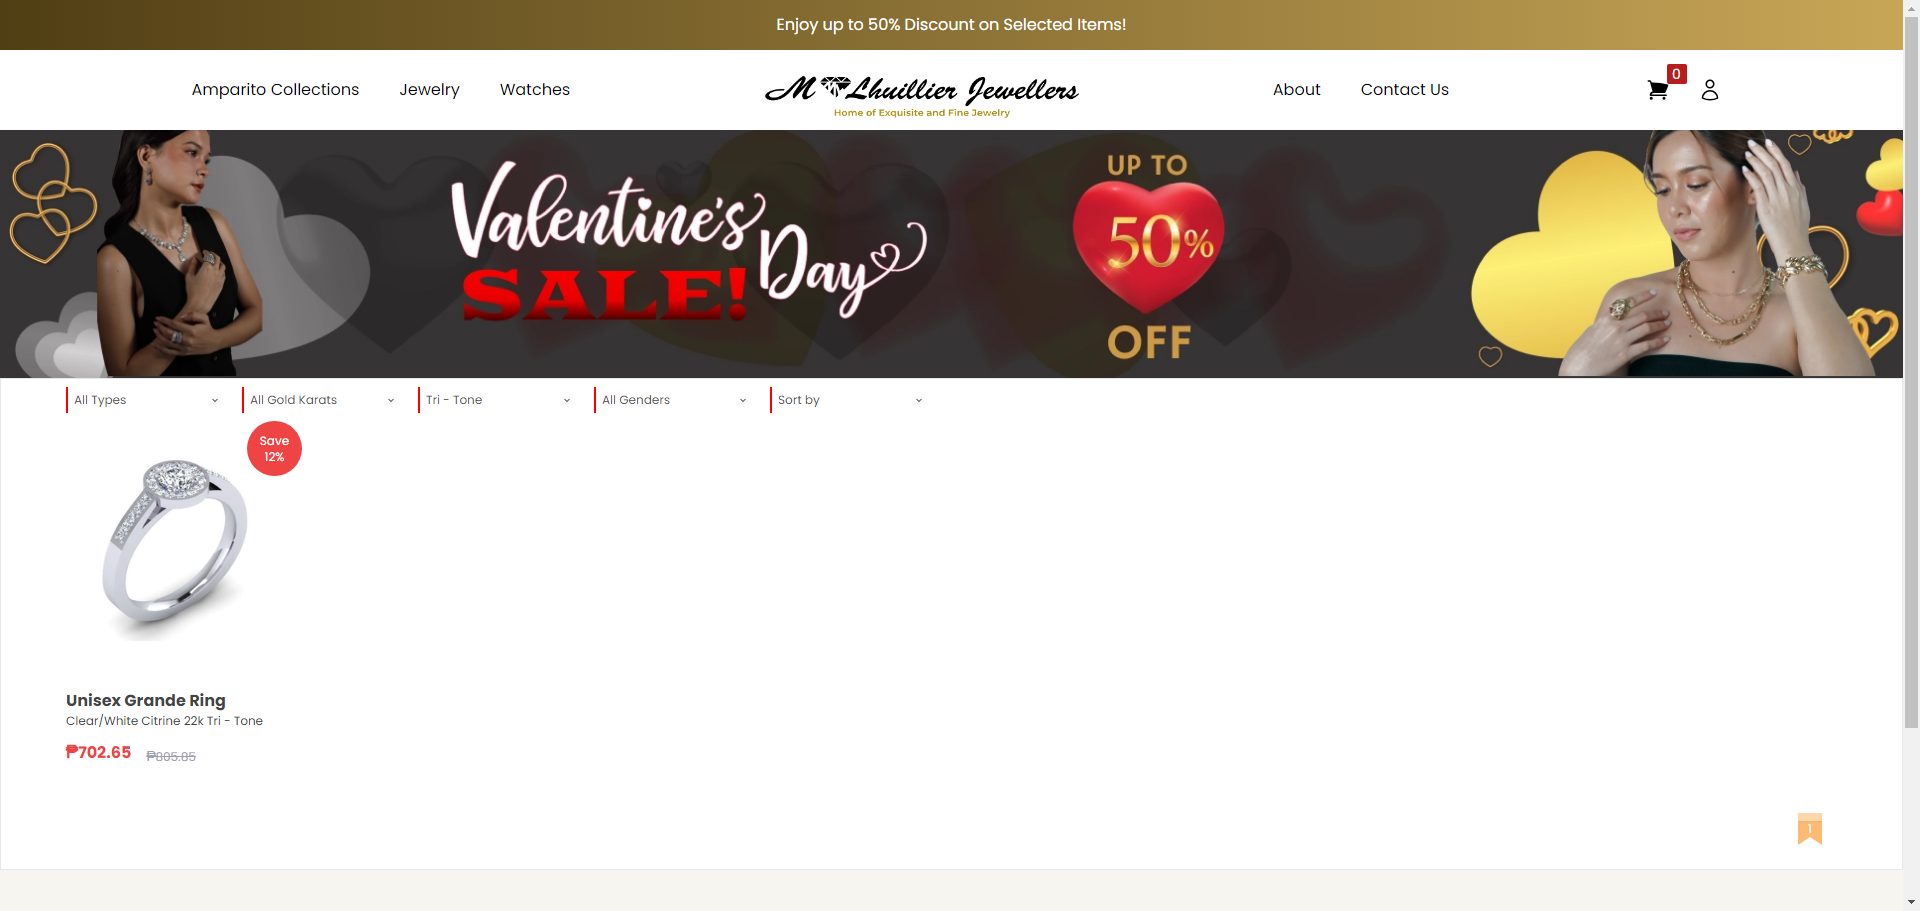 Enjoy up to 50% Discount on Selected Items!
Amparito Collections
Jewelry
Watches
M Lhuillier Jewellers
Home of Exquisite and Fine Jewelry
About
Contact Us
0
Valentine's
Day
SALE!
UP TO
50%
OFF
All Types
All Gold Karats
Tri - Tone
All Genders
Sort by
Save
12%
Unisex Grande Ring
Clear/White Citrine 22k Tri - Tone
₱702.65
₱805.85
1